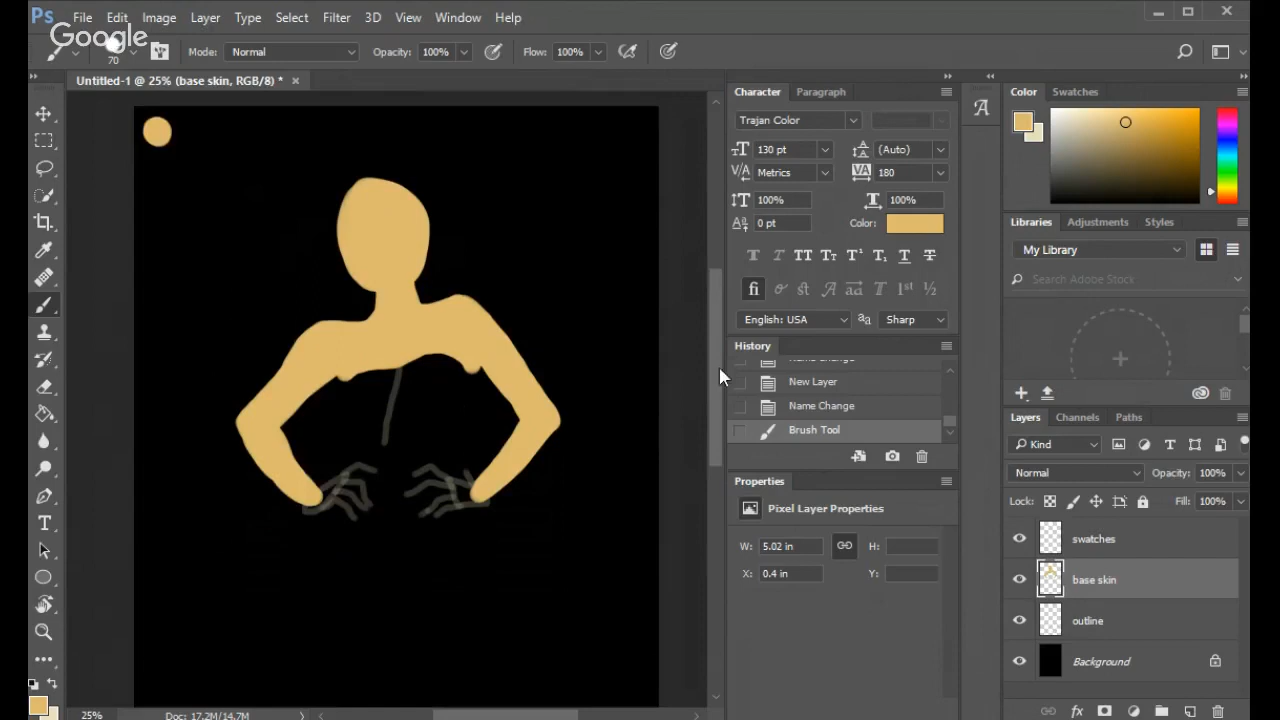 Ps File Edit Image Layer Type Select Filter 3D View Window Help
Google
70 Mode: Normal Opacity: 100% Flow: 100%
Untitled-1 @ 25% (base skin, RGB/8) *
Character Paragraph
Trajan Color
130 pt (Auto)
Metrics 180
100% 100%
0 pt Color:
English: USA Sharp
History
Name Change
New Layer
Name Change
Brush Tool
Properties
Pixel Layer Properties
W: 5.02 in H:
X: 0.4 in Y:
Color Swatches
Libraries Adjustments Styles
My Library
Search Adobe Stock
Layers Channels Paths
Kind
Normal Opacity: 100%
Lock: Fill: 100%
swatches
base skin
outline
Background
25% Doc: 17.2M/14.7M